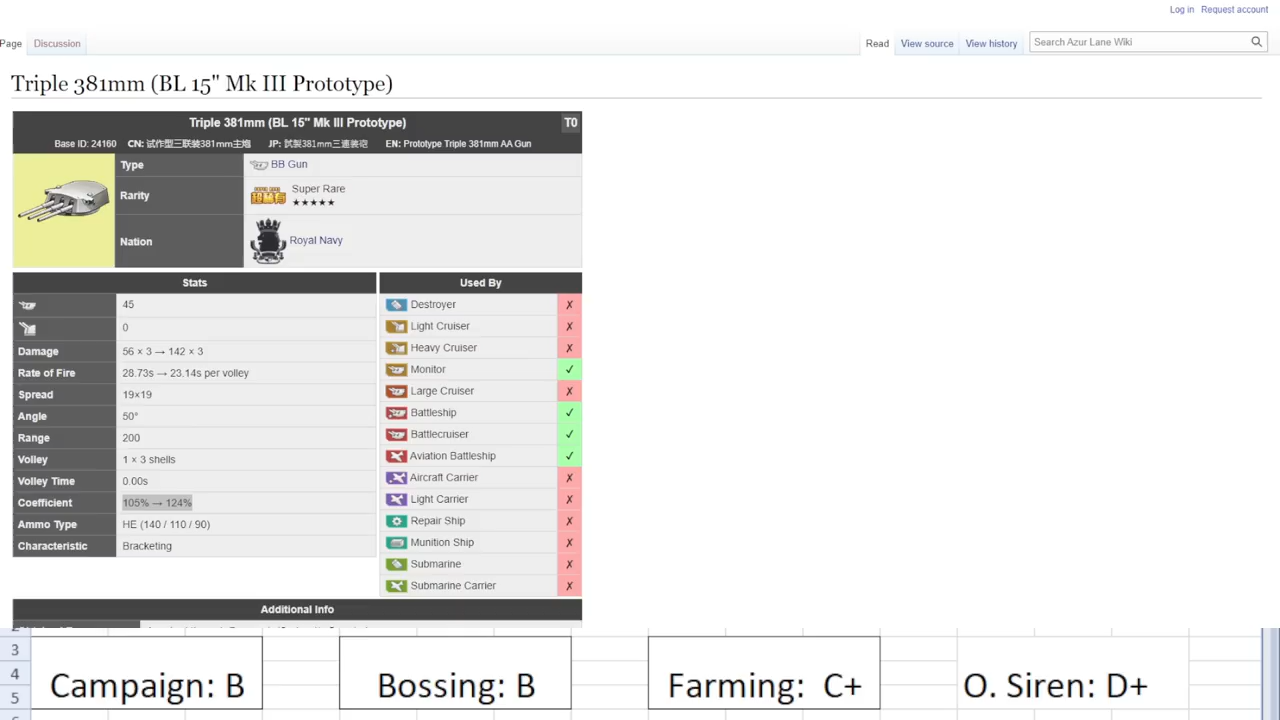 Log in Request account
Page Discussion Read View source View history Search Azur Lane Wiki
Triple 381mm (BL 15" Mk III Prototype)
Triple 381mm (BL 15" Mk III Prototype) T0
Base ID: 24160 CN: 试作型三联装381mm主炮 JP: 試製381mm三連装砲 EN: Prototype Triple 381mm AA Gun
Type BB Gun
Rarity Super Rare
★★★★★
Nation Royal Navy
Stats
45
0
Damage 56 × 3 → 142 × 3
Rate of Fire 28.73s → 23.14s per volley
Spread 19×19
Angle 50°
Range 200
Volley 1 × 3 shells
Volley Time 0.00s
Coefficient 105% → 124%
Ammo Type HE (140 / 110 / 90)
Characteristic Bracketing
Used By
Destroyer ✗
Light Cruiser ✗
Heavy Cruiser ✗
Monitor ✓
Large Cruiser ✗
Battleship ✓
Battlecruiser ✓
Aviation Battleship ✓
Aircraft Carrier ✗
Light Carrier ✗
Repair Ship ✗
Munition Ship ✗
Submarine ✗
Submarine Carrier ✗
Additional Info
3
4
5
Campaign: B Bossing: B Farming: C+ O. Siren: D+